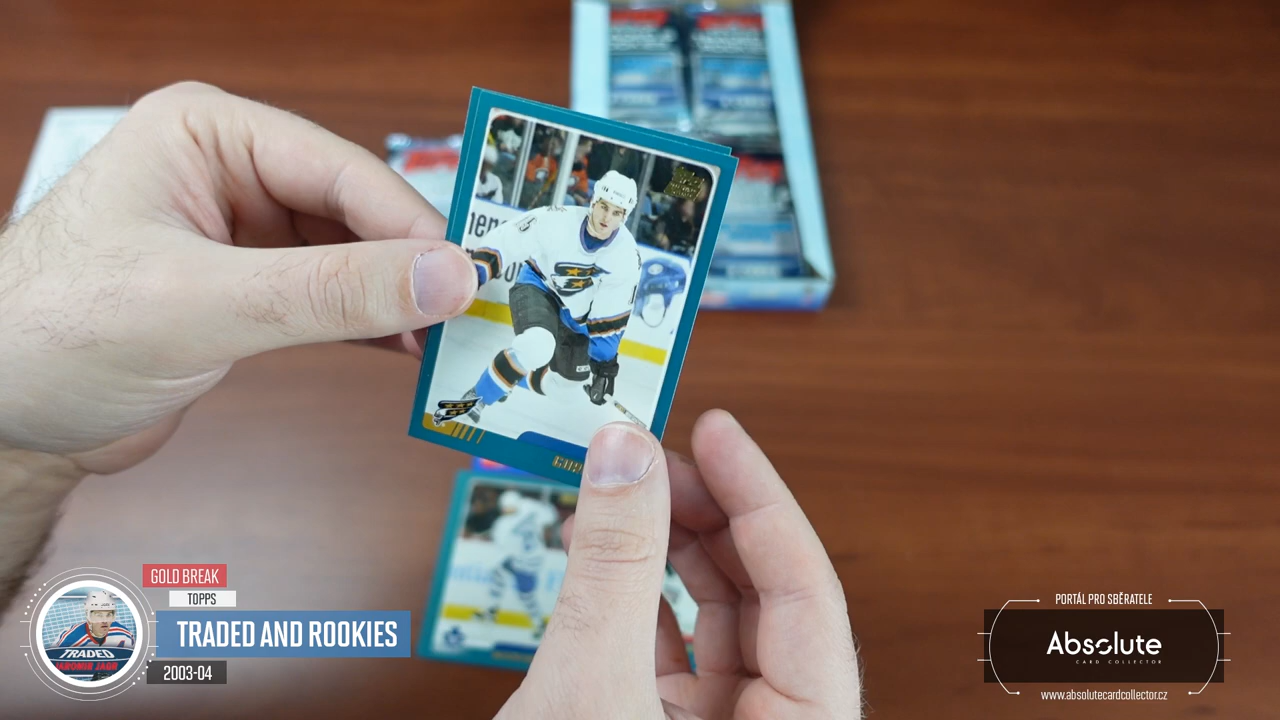 GOLD BREAK
TOPPS
TRADED AND ROOKIES
2003-04
TRADED
JAROMIR JAGR
PORTÁL PRO SBĚRATELE
Absolute
CARD COLLECTOR
www.absolutecardcollector.cz